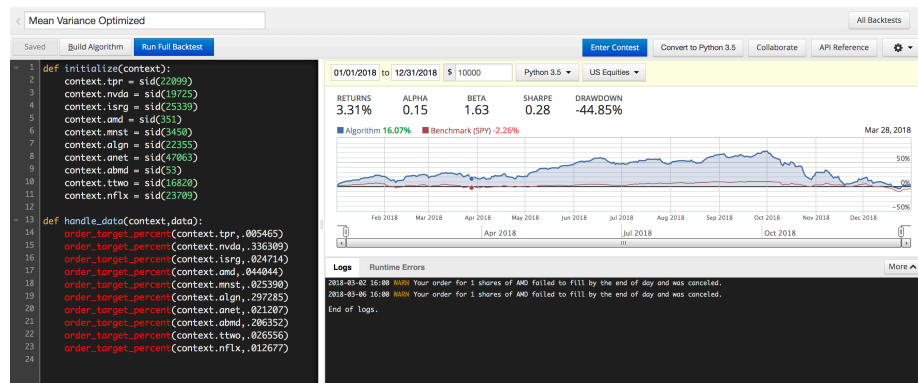 Mean Variance Optimized
All Backtests
Saved
Build Algorithm
Run Full Backtest
Enter Contest
Convert to Python 3.5
Collaborate
API Reference
1 def initialize(context):
2 context.tpr = sid(22099)
3 context.nvda = sid(19725)
4 context.isrg = sid(25339)
5 context.amd = sid(351)
6 context.mnst = sid(3450)
7 context.algn = sid(22355)
8 context.anet = sid(47063)
9 context.abmd = sid(53)
10 context.ttwo = sid(16820)
11 context.nflx = sid(23709)
12
13 def handle_data(context,data):
14 order_target_percent(context.tpr,.005465)
15 order_target_percent(context.nvda,.336309)
16 order_target_percent(context.isrg,.024714)
17 order_target_percent(context.amd,.044044)
18 order_target_percent(context.mnst,.025390)
19 order_target_percent(context.algn,.297285)
20 order_target_percent(context.anet,.021207)
21 order_target_percent(context.abmd,.206352)
22 order_target_percent(context.ttwo,.026556)
23 order_target_percent(context.nflx,.012677)
24
01/01/2018 to 12/31/2018 $ 10000 Python 3.5 US Equities
RETURNS ALPHA BETA SHARPE DRAWDOWN
3.31% 0.15 1.63 0.28 -44.85%
Algorithm 16.07% Benchmark (SPY) -2.26% Mar 28, 2018
50%
0%
-50%
Feb 2018 Mar 2018 Apr 2018 May 2018 Jun 2018 Jul 2018 Aug 2018 Sep 2018 Oct 2018 Nov 2018 Dec 2018
Apr 2018 Jul 2018 Oct 2018
Logs Runtime Errors More
2018-03-02 16:00 WARN Your order for 1 shares of AMD failed to fill by the end of day and was canceled.
2018-03-06 16:00 WARN Your order for 1 shares of AMD failed to fill by the end of day and was canceled.
End of logs.